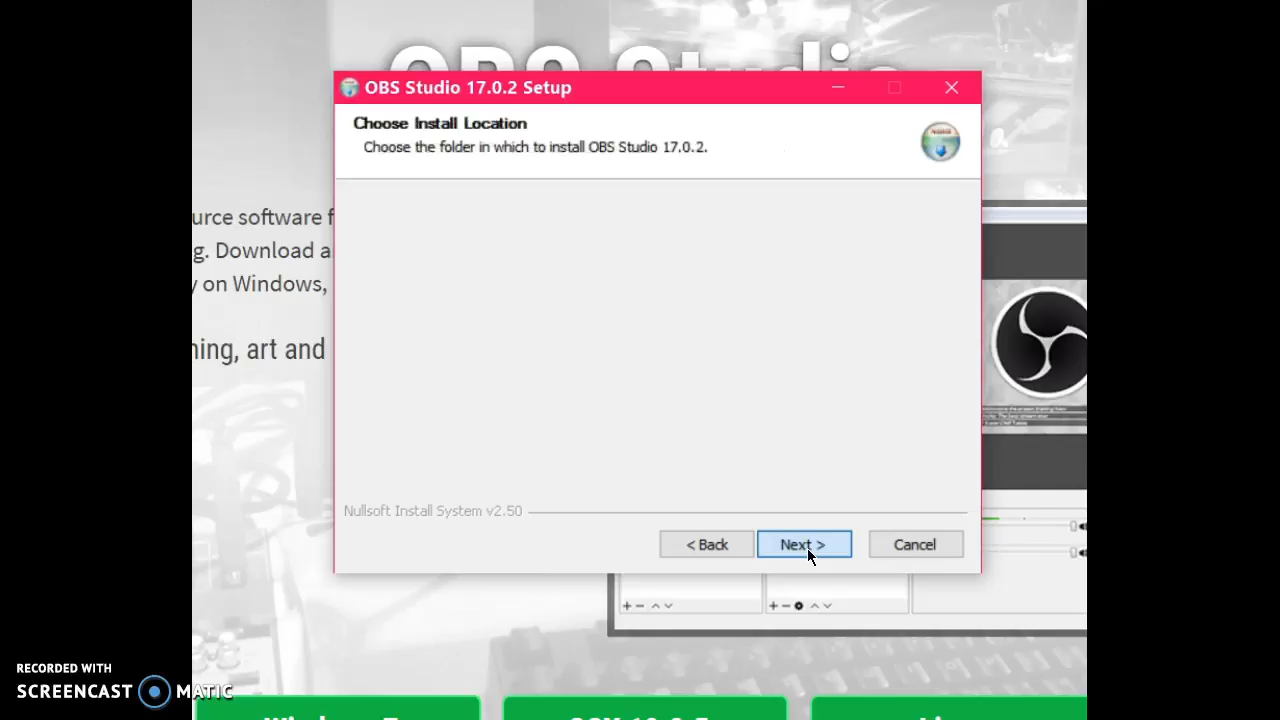 OBS Studio
OBS Studio 17.0.2 Setup
Choose Install Location
Choose the folder in which to install OBS Studio 17.0.2.
urce software f
g. Download a
y on Windows,
ning, art and
Nullsoft Install System v2.50
< Back
Next >
Cancel
RECORDED WITH
SCREENCAST MATIC